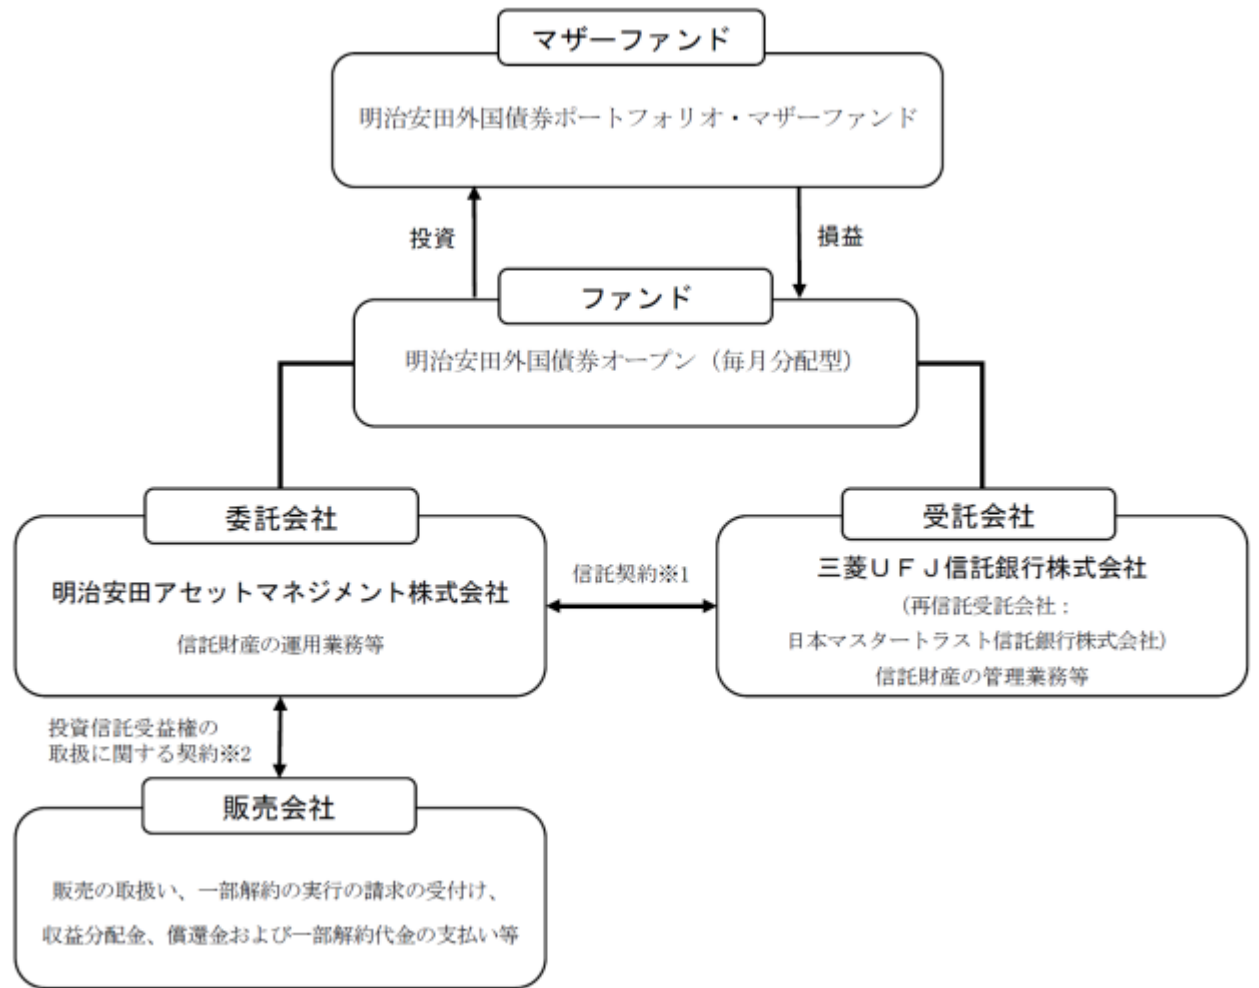 マザーファンド
明治安田外国債券ポートフォリオ・マザーファンド
投資
損益
ファンド
明治安田外国債券オープン（毎月分配型）
委託会社
明治安田アセットマネジメント株式会社
信託財産の運用業務等
信託契約※1
受託会社
三菱ＵＦＪ信託銀行株式会社
（再信託受託会社：
日本マスタートラスト信託銀行株式会社）
信託財産の管理業務等
投資信託受益権の
取扱に関する契約※2
販売会社
販売の取扱い、一部解約の実行の請求の受付け、
収益分配金、償還金および一部解約代金の支払い等